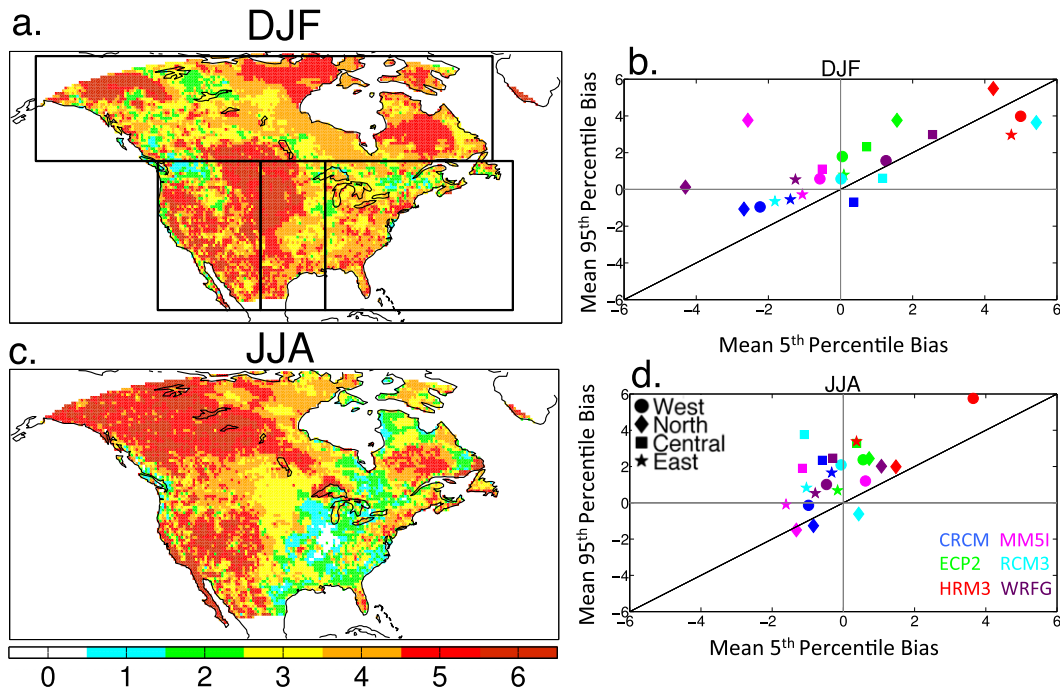 a.
DJF
b.
DJF
6
4
2
0
−2
−4
−6
−6
−4
−2
0
2
4
6
Mean 95th Percentile Bias
Mean 5th Percentile Bias
c.
JJA
0
1
2
3
4
5
6
d.
JJA
West
North
Central
East
6
4
2
0
−2
−4
−6
−6
−4
−2
0
2
4
6
CRCM MM5I
ECP2 RCM3
HRM3 WRFG
Mean 95th Percentile Bias
Mean 5th Percentile Bias